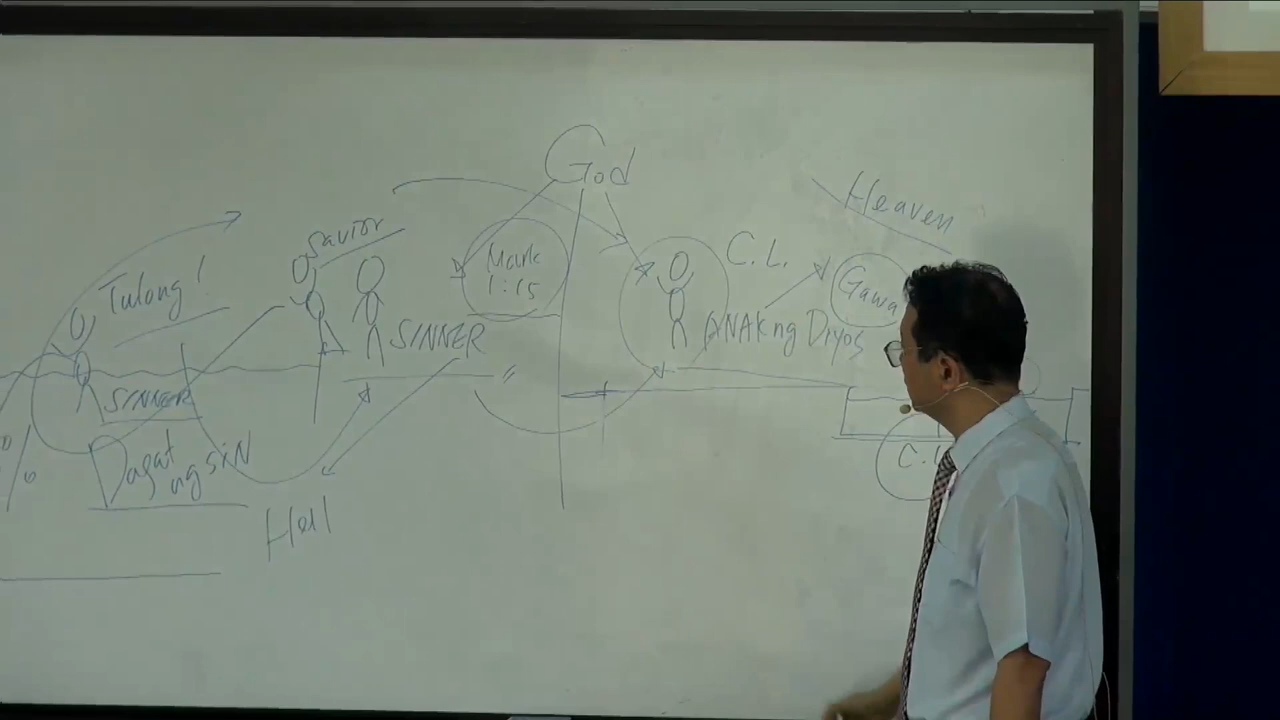 God
Heaven
Savior
Tulong!
Mark
1:15
C.L.
Gawa
SINNER
ANAK ng Diyos
SINNER
Dagat
ng SiN
C.L
Hell